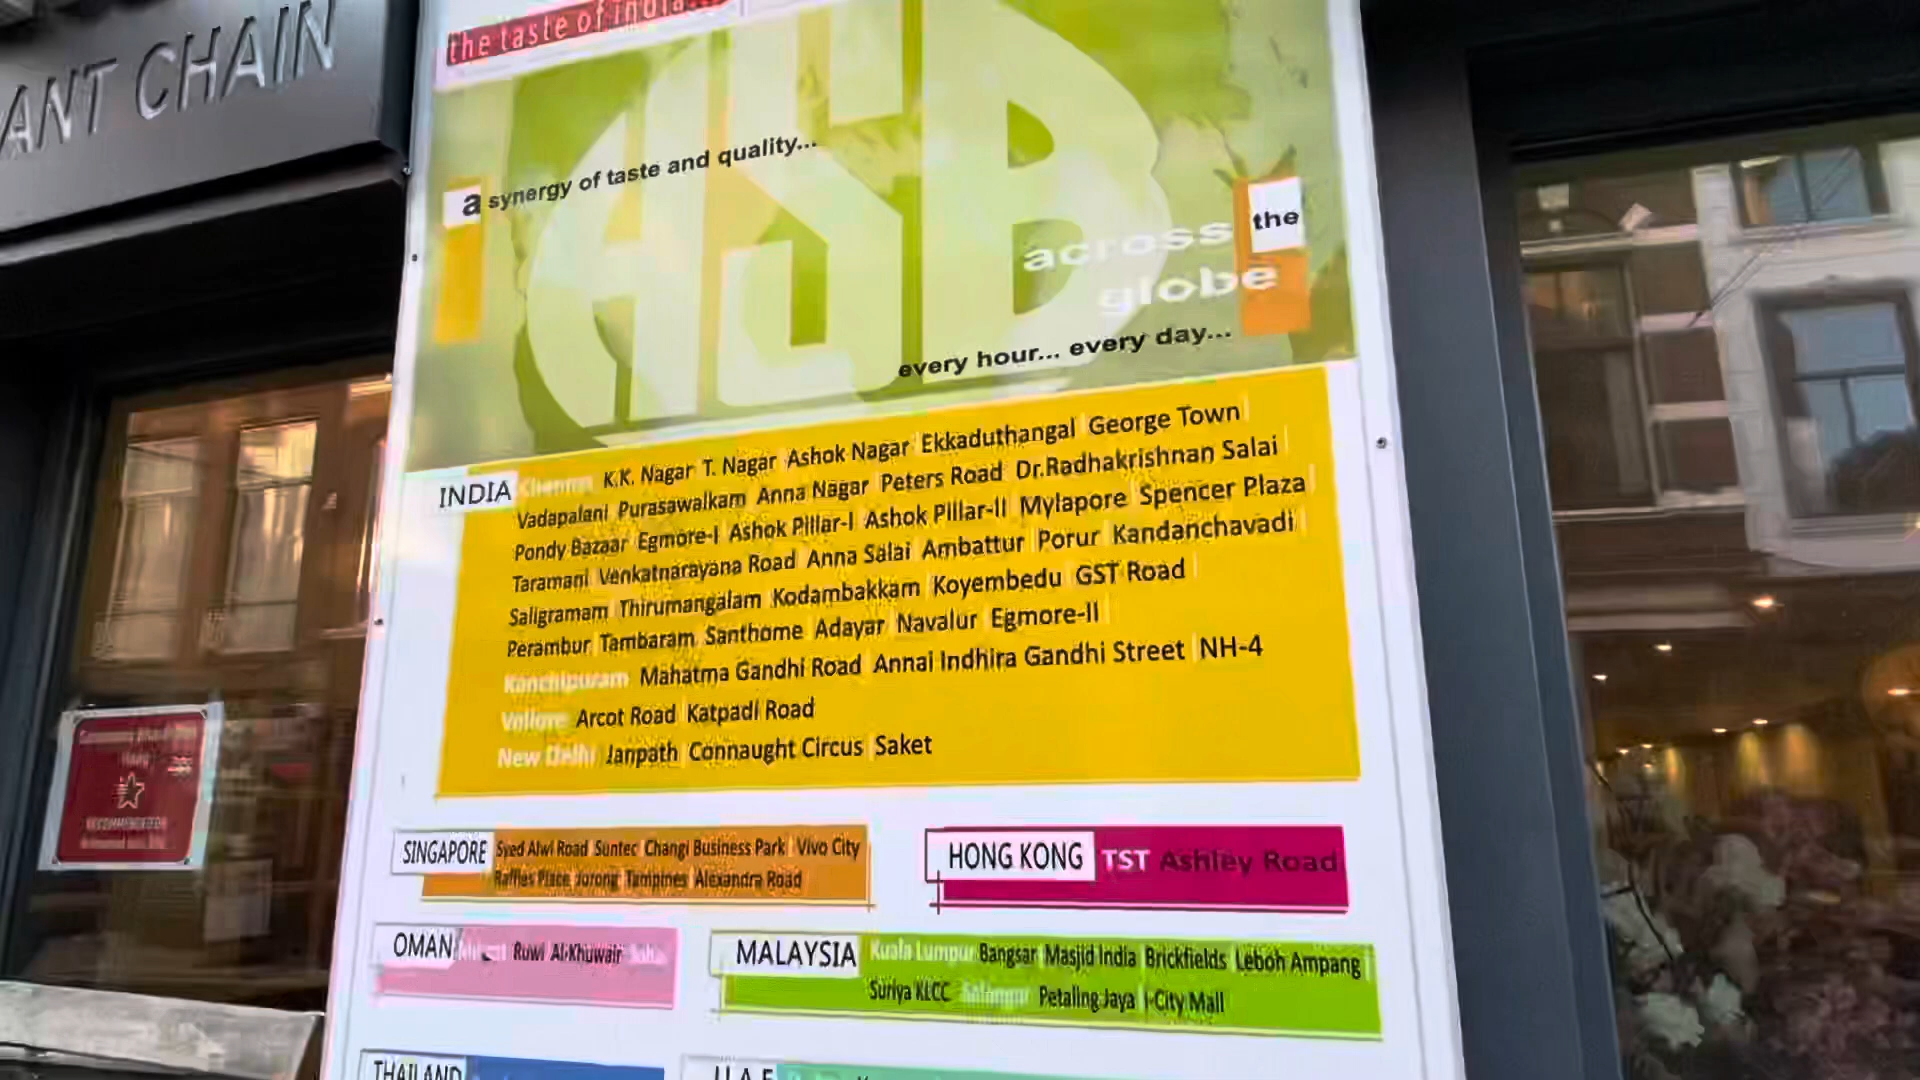 ANT CHAIN
the taste of India...
HSB
a synergy of taste and quality...
the
across
globe
every hour... every day...
INDIA Chennai K.K. Nagar T. Nagar Ashok Nagar Ekkaduthangal George Town
Vadapalani Purasawalkam Anna Nagar Peters Road Dr.Radhakrishnan Salai
Pondy Bazaar Egmore-I Ashok Pillar-I Ashok Pillar-II Mylapore Spencer Plaza
Taramani Venkatnarayana Road Anna Salai Ambattur Porur Kandanchavadi
Saligramam Thirumangalam Kodambakkam Koyembedu GST Road
Perambur Tambaram Santhome Adayar Navalur Egmore-II
Kanchipuram Mahatma Gandhi Road Annai Indhira Gandhi Street NH-4
Vellore Arcot Road Katpadi Road
New Delhi Janpath Connaught Circus Saket
SINGAPORE Syed Alwi Road Suntec Changi Business Park Vivo City
Raffles Place Jurong Tampines Alexandra Road
HONG KONG TST Ashley Road
OMAN Ruwi Al-Khuwair
MALAYSIA Kuala Lumpur Bangsar Masjid India Brickfields Leboh Ampang
Suriya KLCC Selangor Petaling Jaya i-City Mall
THAILAND
U.A.E
RECOMMENDED